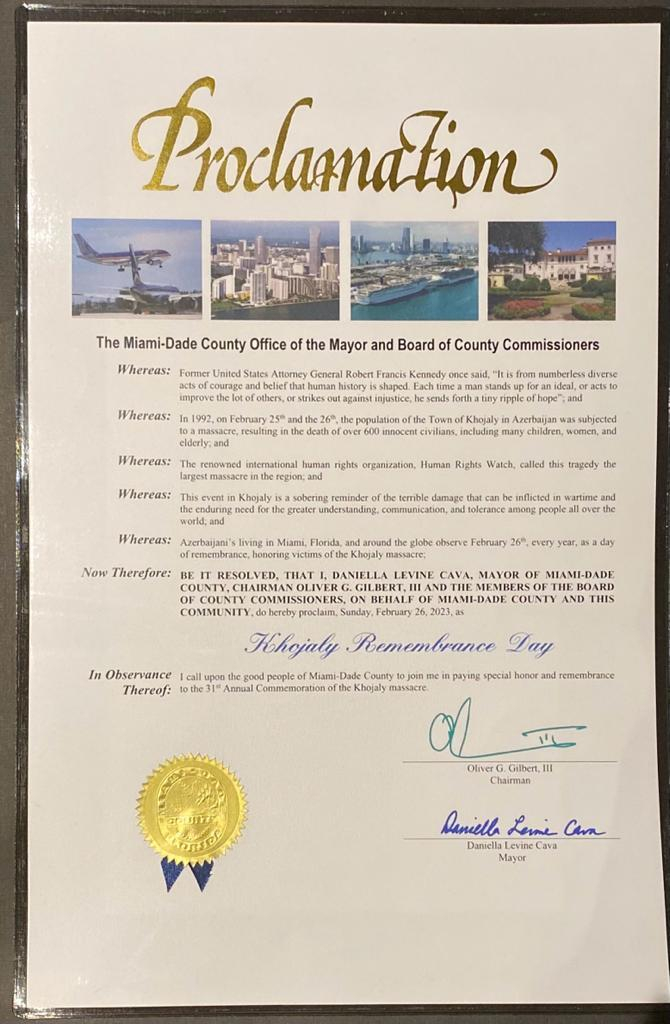 Proclamation
The Miami-Dade County Office of the Mayor and Board of County Commissioners
Whereas: Former United States Attorney General Robert Francis Kennedy once said, “It is from numberless diverse
acts of courage and belief that human history is shaped. Each time a man stands up for an ideal, or acts to
improve the lot of others, or strikes out against injustice, he sends forth a tiny ripple of hope”; and
Whereas: In 1992, on February 25th and the 26th, the population of the Town of Khojaly in Azerbaijan was subjected
to a massacre, resulting in the death of over 600 innocent civilians, including many children, women, and
elderly; and
Whereas: The renowned international human rights organization, Human Rights Watch, called this tragedy the
largest massacre in the region; and
Whereas: This event in Khojaly is a sobering reminder of the terrible damage that can be inflicted in wartime and
the enduring need for the greater understanding, communication, and tolerance among people all over the
world; and
Whereas: Azerbaijani's living in Miami, Florida, and around the globe observe February 26th, every year, as a day
of remembrance, honoring victims of the Khojaly massacre;
Now Therefore: BE IT RESOLVED, THAT I, DANIELLA LEVINE CAVA, MAYOR OF MIAMI-DADE
COUNTY, CHAIRMAN OLIVER G. GILBERT, III AND THE MEMBERS OF THE BOARD
OF COUNTY COMMISSIONERS, ON BEHALF OF MIAMI-DADE COUNTY AND THIS
COMMUNITY, do hereby proclaim, Sunday, February 26, 2023, as
Khojaly Remembrance Day
In Observance Thereof: I call upon the good people of Miami-Dade County to join me in paying special honor and remembrance
to the 31st Annual Commemoration of the Khojaly massacre.
Oliver G. Gilbert, III
Chairman
Daniella Levine Cava
Daniella Levine Cava
Mayor
MIAMI-DADE
COUNTY
FLORIDA